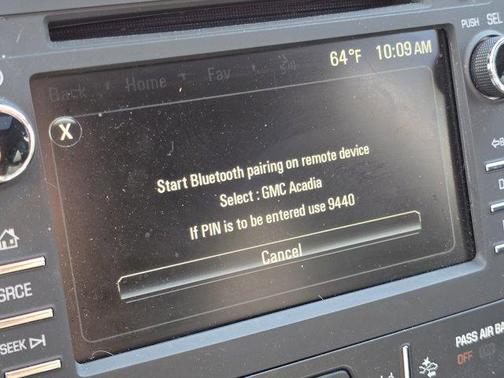 PUSH SEL
64°F 10:09 AM
Back Home Fav
X
Start Bluetooth pairing on remote device
Select : GMC Acadia
If PIN is to be entered use 9440
Cancel
SRCE
SEEK
PASS AIR BA
OFF